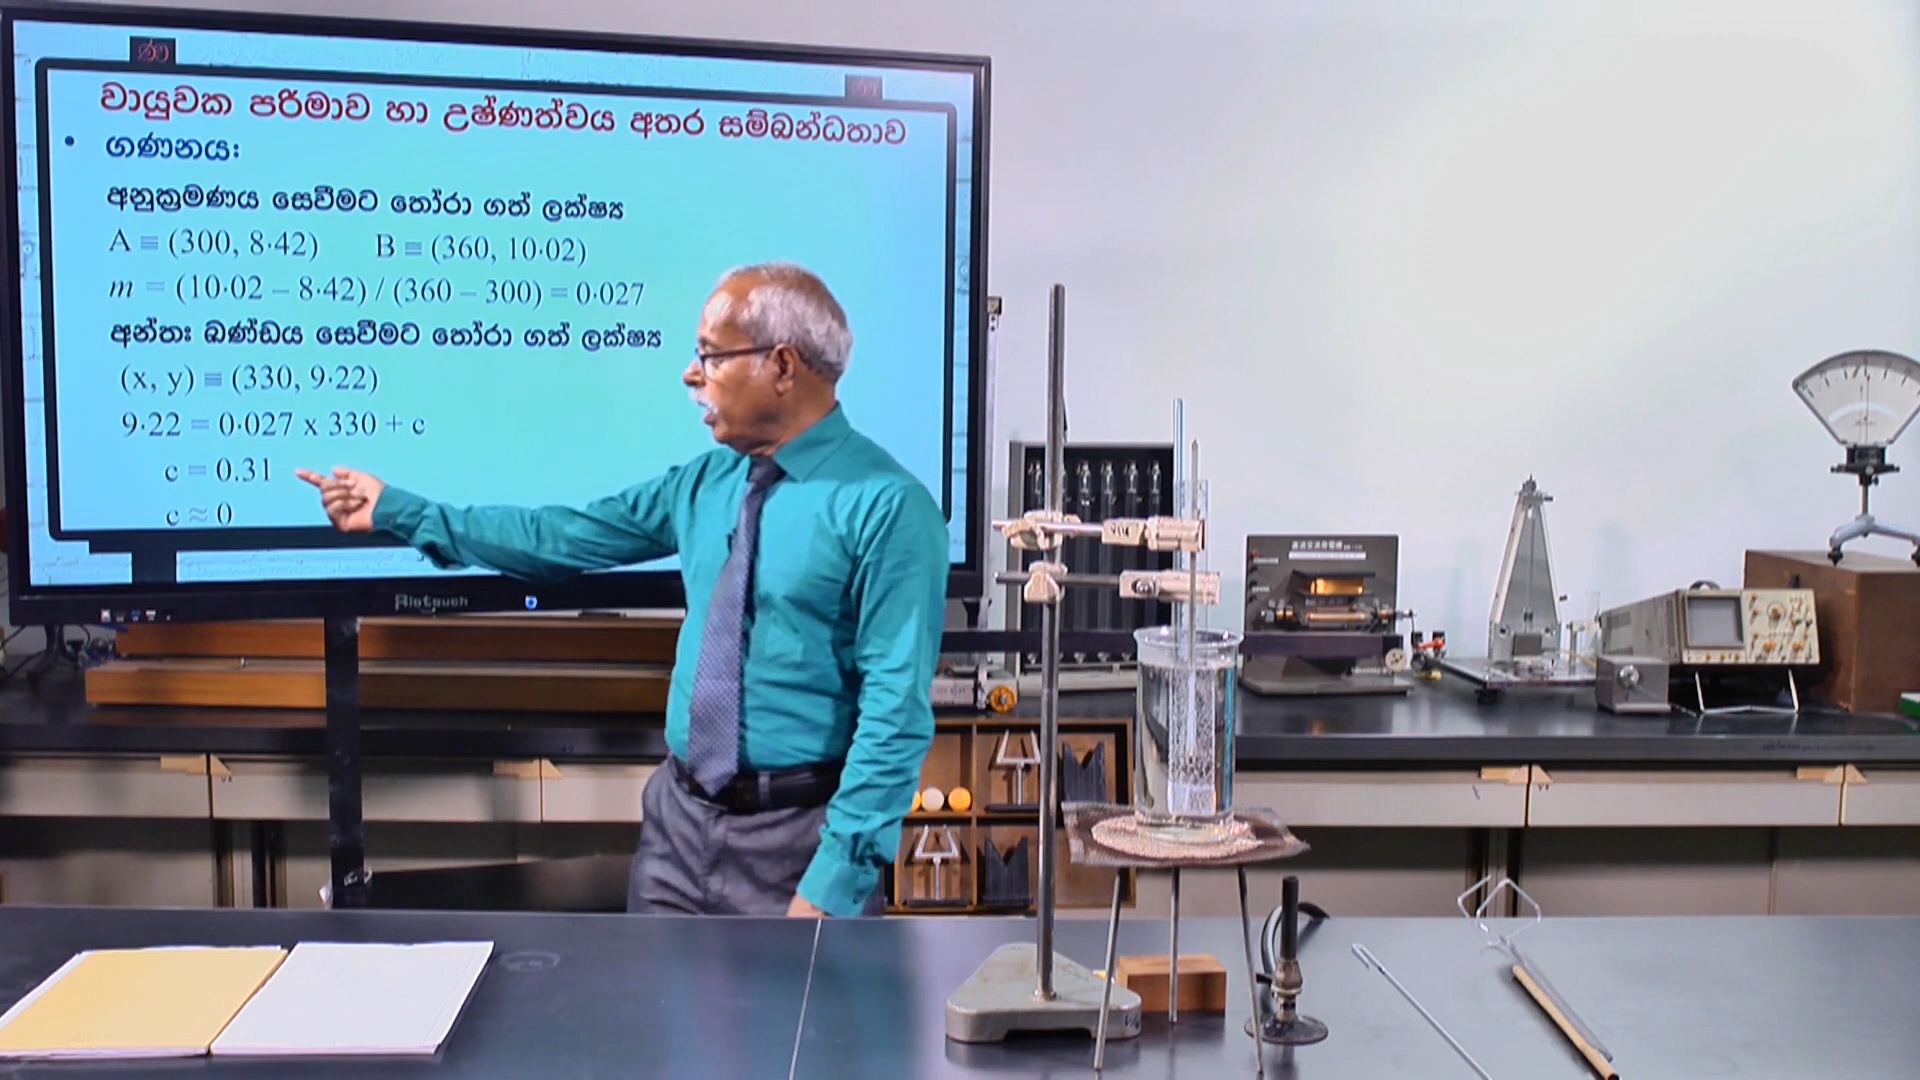 වායුවක පරිමාව හා උෂ්ණත්වය අතර සම්බන්ධතාව
• ගණනය:
අනුක්‍රමණය සෙවීමට තෝරා ගත් ලක්ෂ්‍ය
A ≡ (300, 8·42) B ≡ (360, 10·02)
m = (10·02 – 8·42) / (360 – 300) = 0·027
අන්තඃ ඛණ්ඩය සෙවීමට තෝරා ගත් ලක්ෂ්‍ය
(x, y) ≡ (330, 9·22)
9·22 = 0·027 x 330 + c
c = 0.31
c ≈ 0
Riotouch